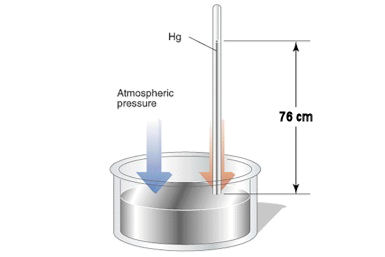 Hg
Atmospheric
pressure
76 cm